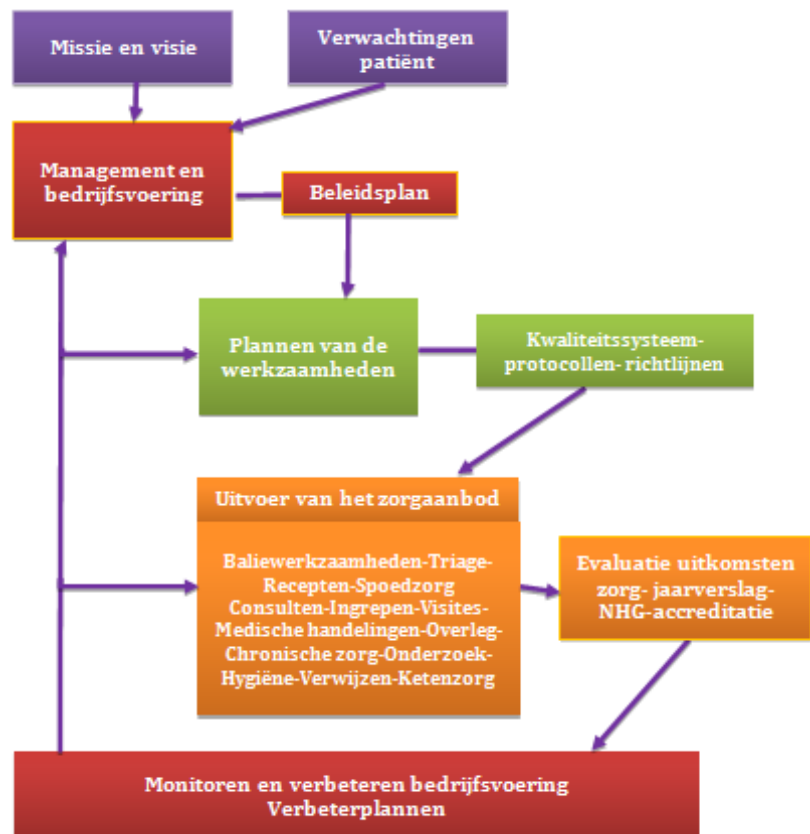 Missie en visie
Verwachtingen
patiënt
Management en
bedrijfsvoering
Beleidsplan
Plannen van de
werkzaamheden
Kwaliteitssysteem-
protocollen- richtlijnen
Uitvoer van het zorgaanbod
Baliewerkzaamheden-Triage-
Recepten-Spoedzorg
Consulten-Ingrepen-Visites-
Medische handelingen-Overleg-
Chronische zorg-Onderzoek-
Hygiëne-Verwijzen-Ketenzorg
Evaluatie uitkomsten
zorg- jaarverslag-
NHG-accreditatie
Monitoren en verbeteren bedrijfsvoering
Verbeterplannen